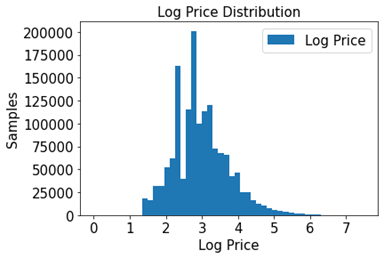 Log Price Distribution
200000
175000
150000
125000
100000
75000
50000
25000
0
Samples
Log Price
0 1 2 3 4 5 6 7
Log Price